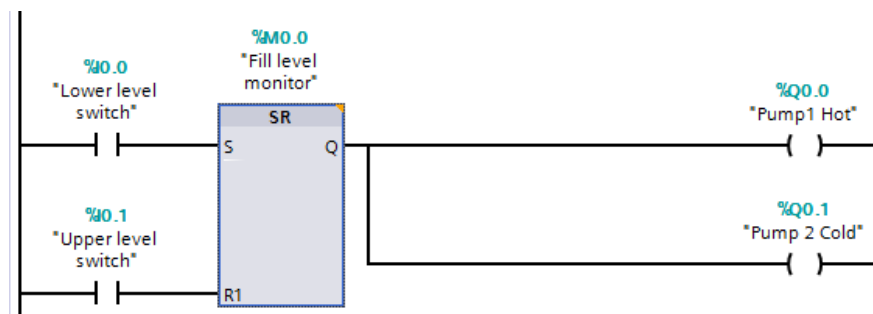 %M0.0
"Fill level
monitor"
%I0.0
"Lower level
switch"
SR
S
Q
%Q0.0
"Pump1 Hot"
%I0.1
"Upper level
switch"
R1
%Q0.1
"Pump 2 Cold"